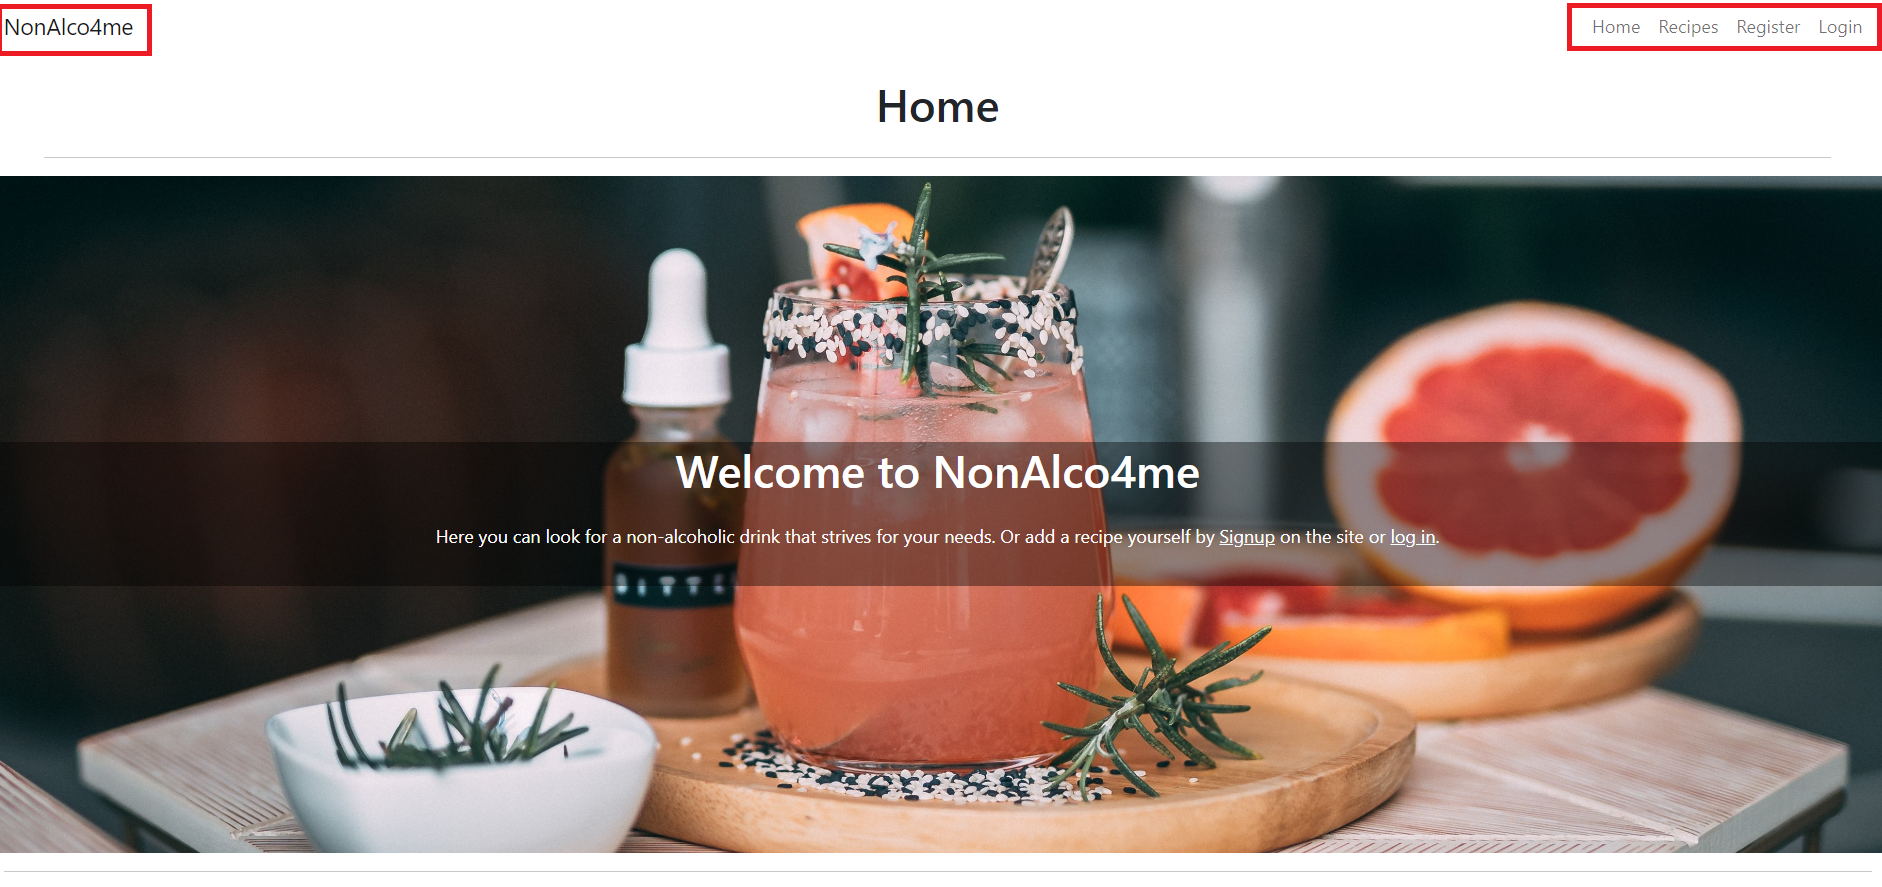 NonAlco4me
Home Recipes Register Login
Home
Welcome to NonAlco4me
Here you can look for a non-alcoholic drink that strives for your needs. Or add a recipe yourself by Signup on the site or log in.
BITTE